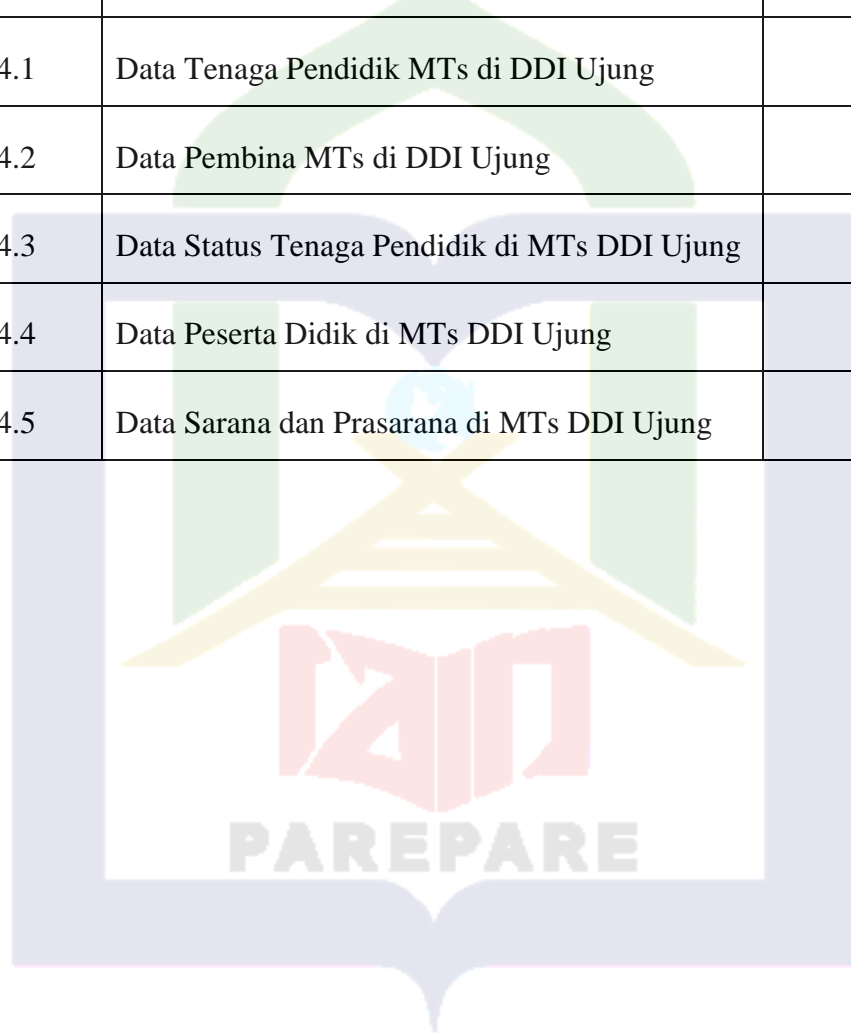 4.1 Data Tenaga Pendidik MTs di DDI Ujung
4.2 Data Pembina MTs di DDI Ujung
4.3 Data Status Tenaga Pendidik di MTs DDI Ujung
4.4 Data Peserta Didik di MTs DDI Ujung
4.5 Data Sarana dan Prasarana di MTs DDI Ujung
iain
PAREPARE